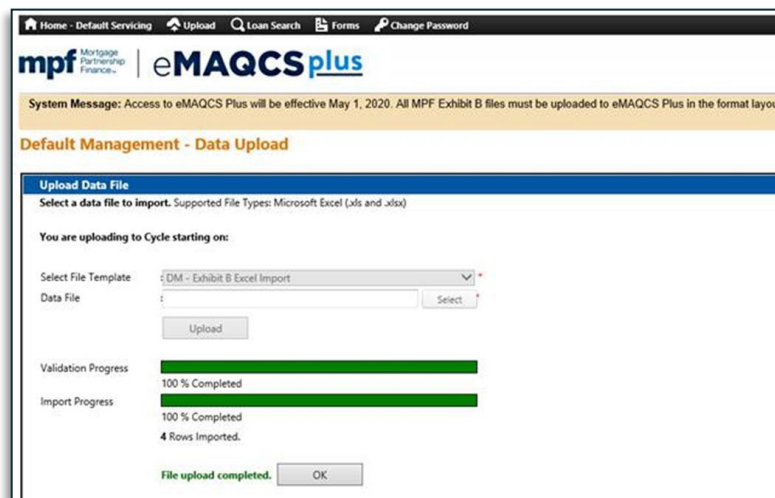 Home - Default Servicing Upload Loan Search Forms Change Password
mpf Mortgage Partnership Finance. eMAQCS plus
System Message: Access to eMAQCS Plus will be effective May 1, 2020. All MPF Exhibit B files must be uploaded to eMAQCS Plus in the format layou
Default Management - Data Upload
Upload Data File
Select a data file to import. Supported File Types: Microsoft Excel (.xls and .xlsx)
You are uploading to Cycle starting on:
Select File Template : DM - Exhibit B Excel Import *
Data File : Select *
Upload
Validation Progress
100 % Completed
Import Progress
100 % Completed
4 Rows Imported.
File upload completed. OK